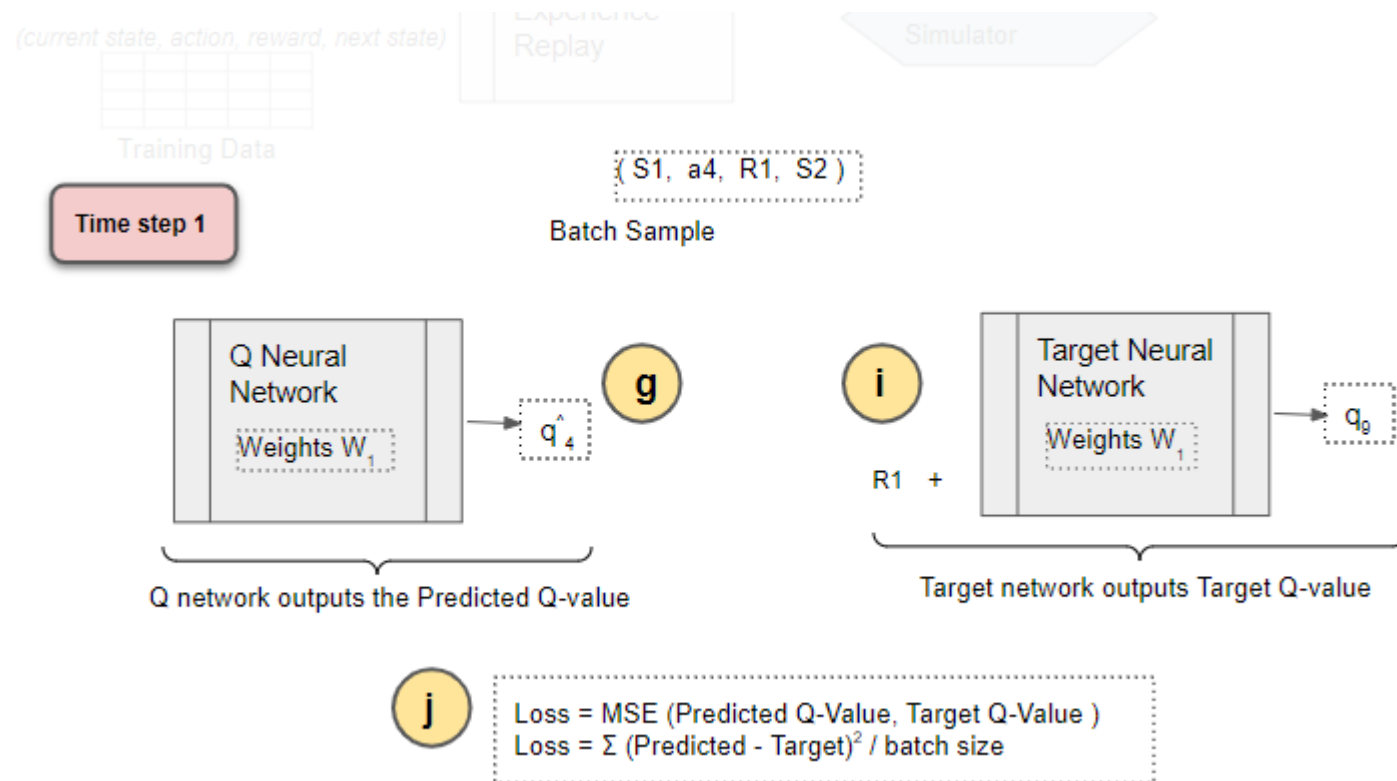 (current state, action, reward, next state)
Experience
Replay
Simulator
Training Data
( S1, a4, R1, S2 )
Time step 1
Batch Sample
Q Neural
Network
Weights W₁
q^₄
g
i
Target Neural
Network
Weights W₁
q₉
R1 +
Q network outputs the Predicted Q-value
Target network outputs Target Q-value
j
Loss = MSE (Predicted Q-Value, Target Q-Value )
Loss = Σ (Predicted - Target)² / batch size